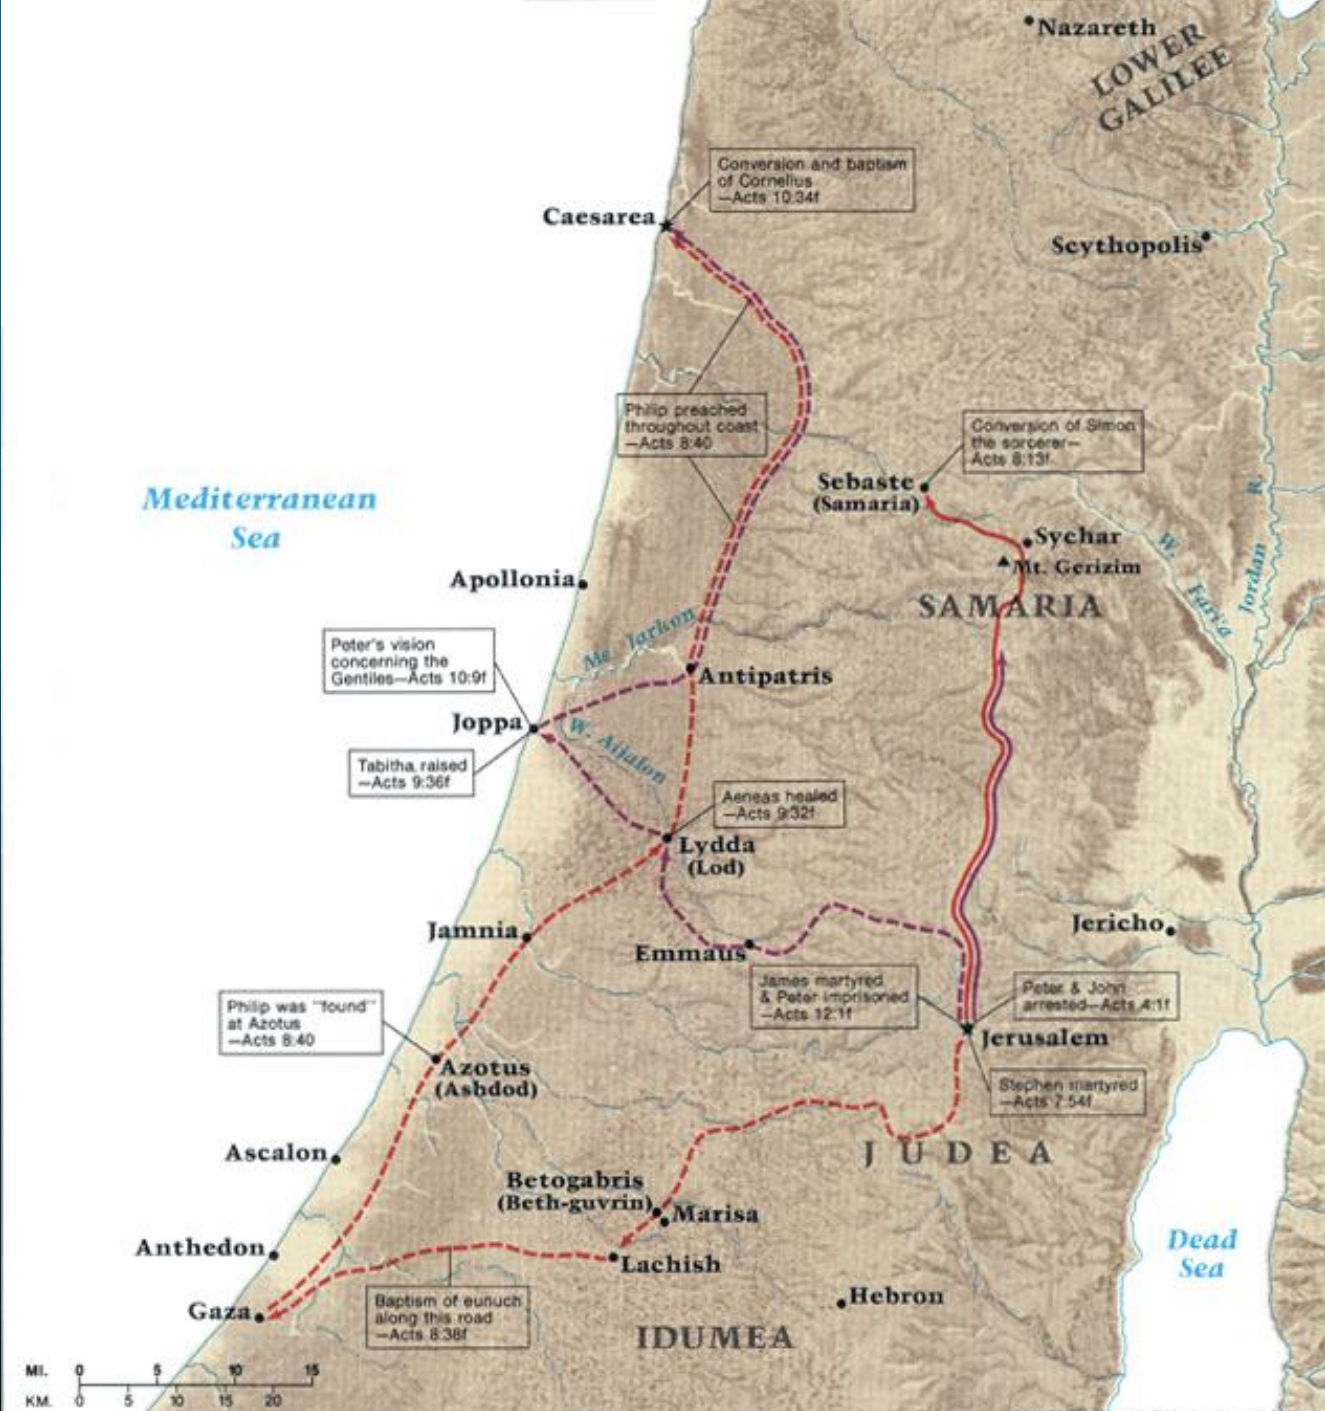 Nazareth
LOWER
GALILEE
Conversion and baptism
of Cornelius
—Acts 10:34f
Caesarea
Scythopolis
Philip preached
throughout coast
—Acts 8:40
Conversion of Simon
the sorcerer—
Acts 8:13f
Sebaste
(Samaria)
Mediterranean
Sea
Sychar
Mt. Gerizim
W. Fari'a
Jordan R.
Apollonia
SAMARIA
Me. Jarkon
Peter's vision
concerning the
Gentiles—Acts 10:9f
Antipatris
Joppa
W. Aijalon
Tabitha raised
—Acts 9:36f
Aeneas healed
—Acts 9:32f
Lydda
(Lod)
Jericho
Jamnia
Emmaus
James martyred
& Peter imprisoned
—Acts 12:1f
Peter & John
arrested—Acts 4:1f
Philip was "found"
at Azotus
—Acts 8:40
Jerusalem
Azotus
(Ashdod)
Stephen martyred
—Acts 7:54f
Ascalon
JUDEA
Betogabris
(Beth-guvrin)
Marisa
Anthedon
Lachish
Dead
Sea
Gaza
Baptism of eunuch
along this road
—Acts 8:38f
Hebron
IDUMEA
MI. 0 5 10 15
KM. 0 5 10 15 20